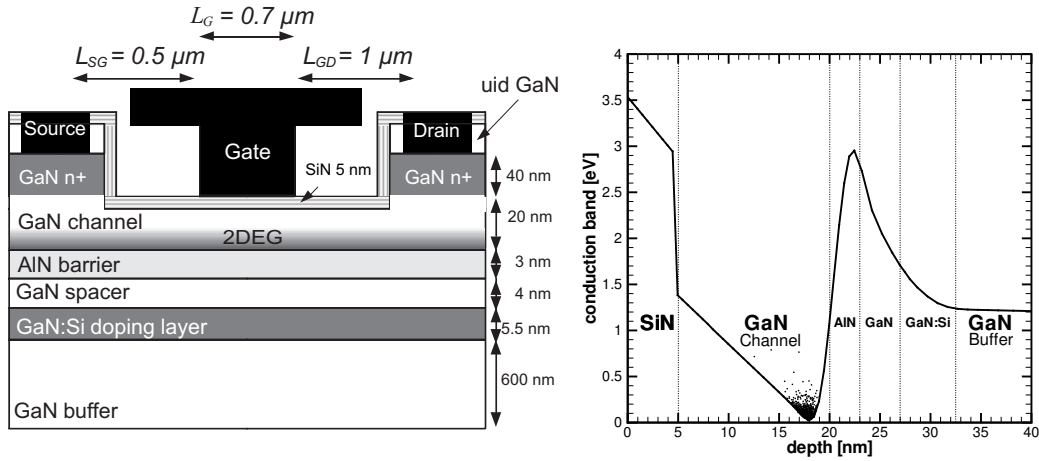 L_G = 0.7 µm
L_SG = 0.5 µm
L_GD = 1 µm
uid GaN
Source
Gate
Drain
GaN n+
SiN 5 nm
GaN n+
40 nm
GaN channel
20 nm
2DEG
AlN barrier
3 nm
GaN spacer
4 nm
GaN:Si doping layer
5.5 nm
600 nm
GaN buffer
conduction band [eV]
4
3.5
3
2.5
2
1.5
1
0.5
0
SiN
GaN
Channel
AlN
GaN
GaN:Si
GaN
Buffer
0 5 10 15 20 25 30 35 40
depth [nm]